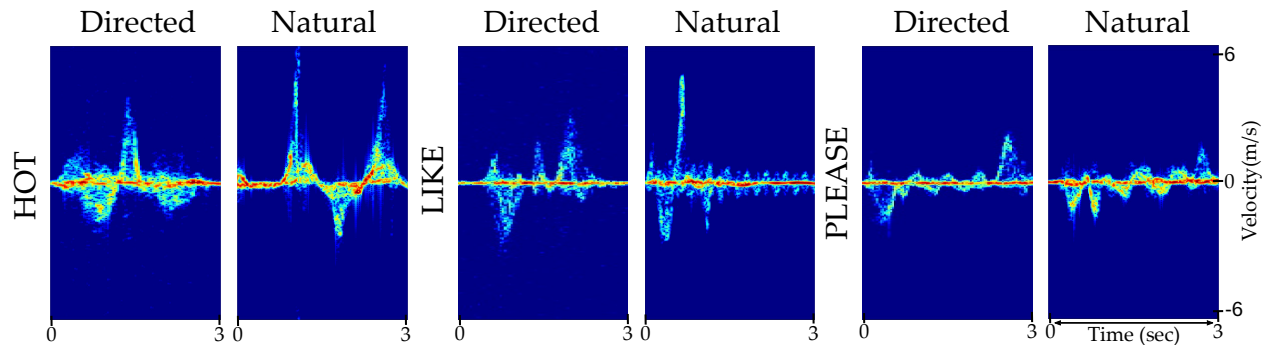 Directed Natural Directed Natural Directed Natural
HOT
LIKE
PLEASE
6
0
-6
Velocity(m/s)
0 3 0 3 0 3 0 3 0 3 0 3
Time (sec)